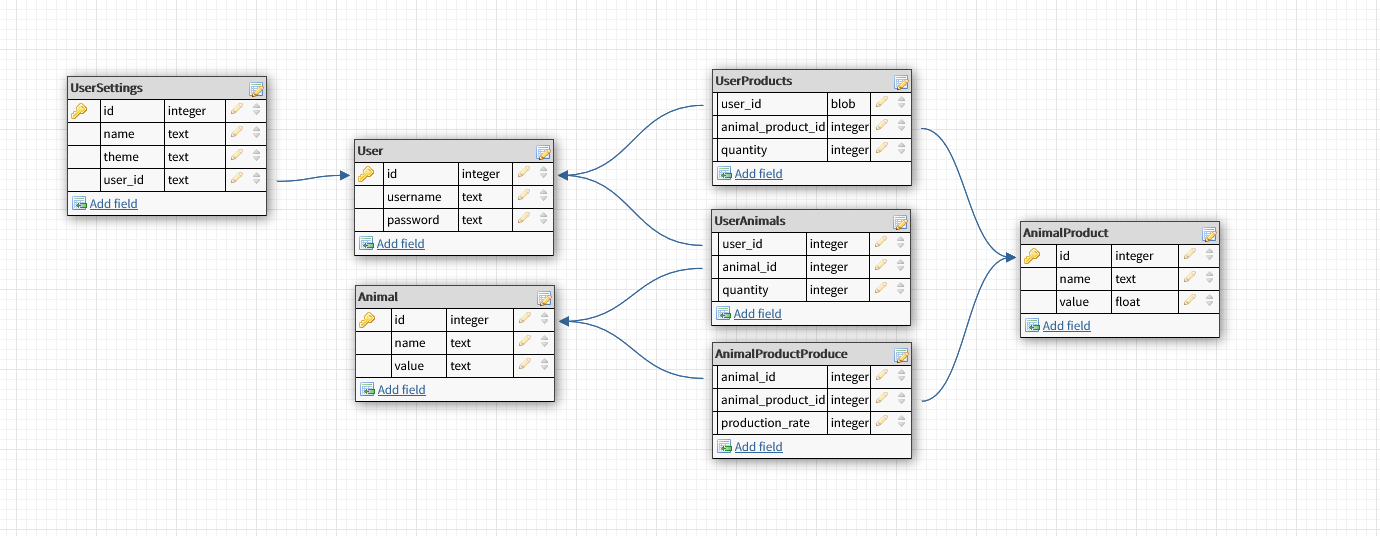 UserSettings
id integer
name text
theme text
user_id text
Add field
User
id integer
username text
password text
Add field
Animal
id integer
name text
value text
Add field
UserProducts
user_id blob
animal_product_id integer
quantity integer
Add field
UserAnimals
user_id integer
animal_id integer
quantity integer
Add field
AnimalProductProduce
animal_id integer
animal_product_id integer
production_rate integer
Add field
AnimalProduct
id integer
name text
value float
Add field